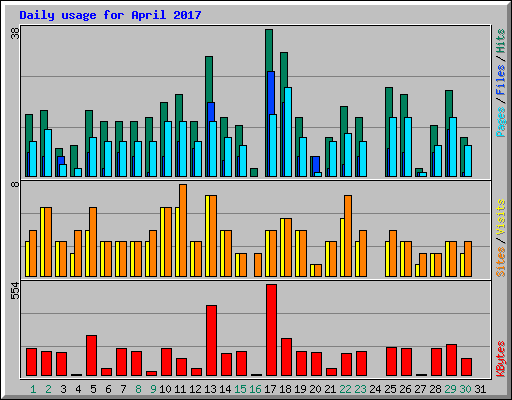 Daily usage for April 2017
38
Pages / Files / Hits
8
Sites / Visits
554
KBytes
1 2 3 4 5 6 7 8 9 10 11 12 13 14 15 16 17 18 19 20 21 22 23 24 25 26 27 28 29 30 31